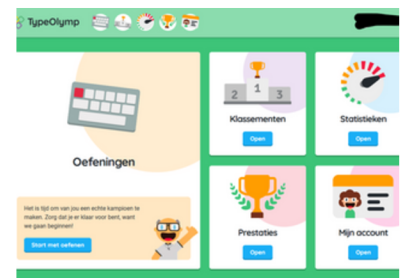 TypeOlymp
Oefeningen
Het is tijd om van jou een echte kampioen te
maken. Zorg dat je er klaar voor bent, want
we gaan beginnen!
Start met oefenen
2 1 3
Klassementen
Open
Statistieken
Open
Prestaties
Open
Mijn account
Open